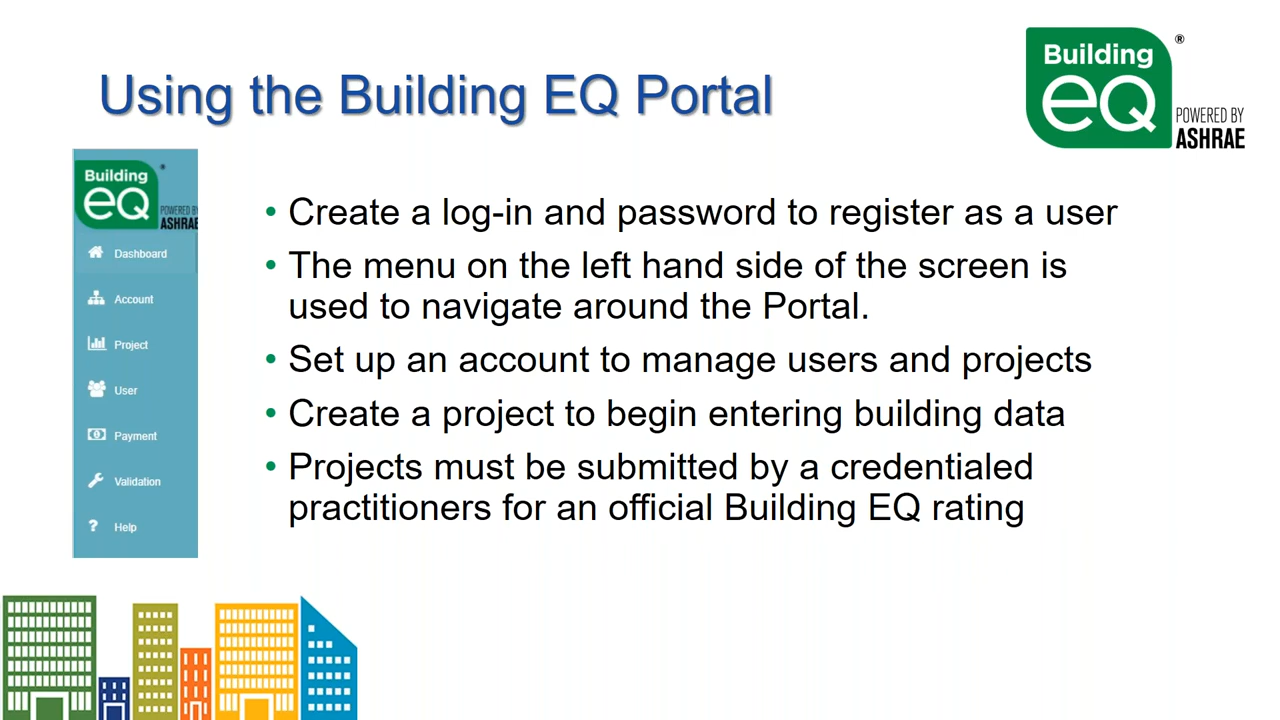 Using the Building EQ Portal
Building
eQ
®
POWERED BY
ASHRAE
Building
eQ
POWERED BY
ASHRAE
Dashboard
Account
Project
User
Payment
Validation
? Help
• Create a log-in and password to register as a user
• The menu on the left hand side of the screen is
used to navigate around the Portal.
• Set up an account to manage users and projects
• Create a project to begin entering building data
• Projects must be submitted by a credentialed
practitioners for an official Building EQ rating